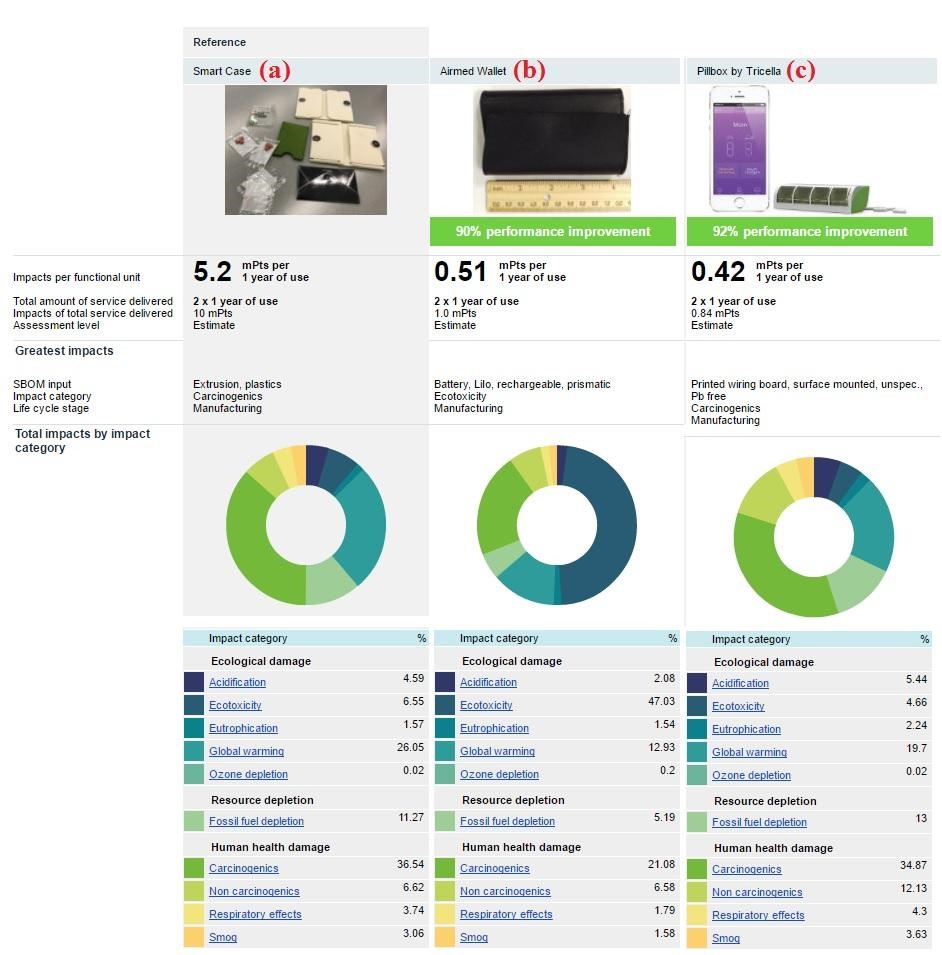 Reference
Smart Case (a)
Airmed Wallet (b)
Pillbox by Tricella (c)
Main
90% performance improvement
92% performance improvement
Impacts per functional unit
5.2 mPts per
1 year of use
0.51 mPts per
1 year of use
0.42 mPts per
1 year of use
Total amount of service delivered 2 x 1 year of use 2 x 1 year of use 2 x 1 year of use
Impacts of total service delivered 10 mPts 1.0 mPts 0.84 mPts
Assessment level Estimate Estimate Estimate
Greatest impacts
SBOM input Extrusion, plastics Battery, LiIo, rechargeable, prismatic Printed wiring board, surface mounted, unspec.,
Pb free
Impact category Carcinogenics Ecotoxicity Carcinogenics
Life cycle stage Manufacturing Manufacturing Manufacturing
Total impacts by impact
category
Impact category % Impact category % Impact category %
Ecological damage Ecological damage Ecological damage
Acidification 4.59 Acidification 2.08 Acidification 5.44
Ecotoxicity 6.55 Ecotoxicity 47.03 Ecotoxicity 4.66
Eutrophication 1.57 Eutrophication 1.54 Eutrophication 2.24
Global warming 26.05 Global warming 12.93 Global warming 19.7
Ozone depletion 0.02 Ozone depletion 0.2 Ozone depletion 0.02
Resource depletion Resource depletion Resource depletion
Fossil fuel depletion 11.27 Fossil fuel depletion 5.19 Fossil fuel depletion 13
Human health damage Human health damage Human health damage
Carcinogenics 36.54 Carcinogenics 21.08 Carcinogenics 34.87
Non carcinogenics 6.62 Non carcinogenics 6.58 Non carcinogenics 12.13
Respiratory effects 3.74 Respiratory effects 1.79 Respiratory effects 4.3
Smog 3.06 Smog 1.58 Smog 3.63